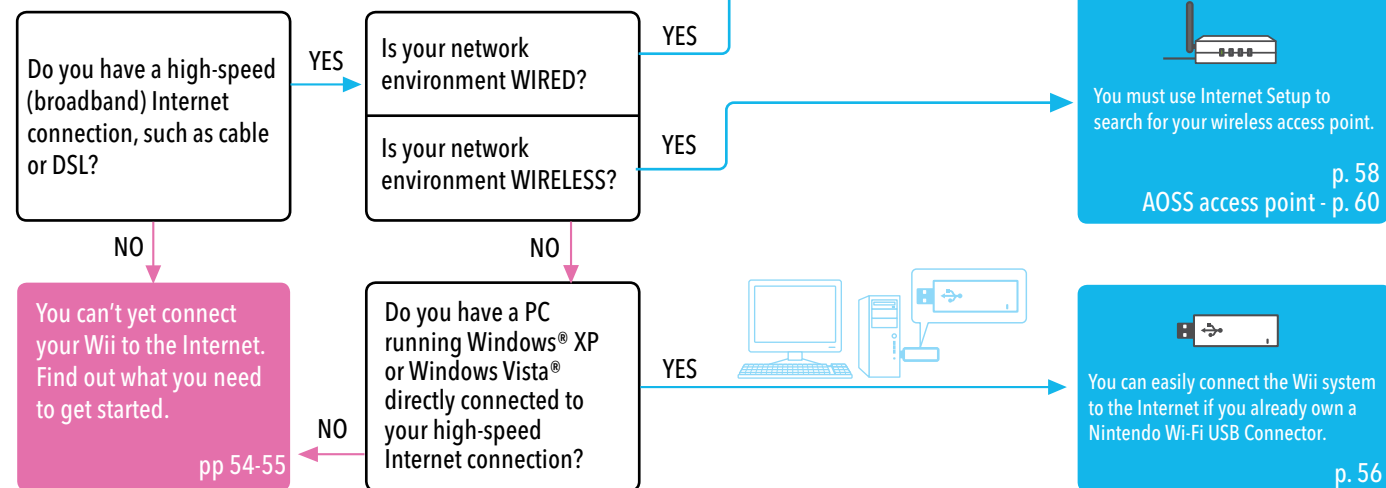 Do you have a high-speed
(broadband) Internet
connection, such as cable
or DSL?
YES
Is your network
environment WIRED?
YES
Is your network
environment WIRELESS?
YES
You must use Internet Setup to
search for your wireless access point.
p. 58
AOSS access point - p. 60
NO
NO
You can’t yet connect
your Wii to the Internet.
Find out what you need
to get started.
pp 54-55
NO
Do you have a PC
running Windows® XP
or Windows Vista®
directly connected to
your high-speed
Internet connection?
YES
You can easily connect the Wii system
to the Internet if you already own a
Nintendo Wi-Fi USB Connector.
p. 56